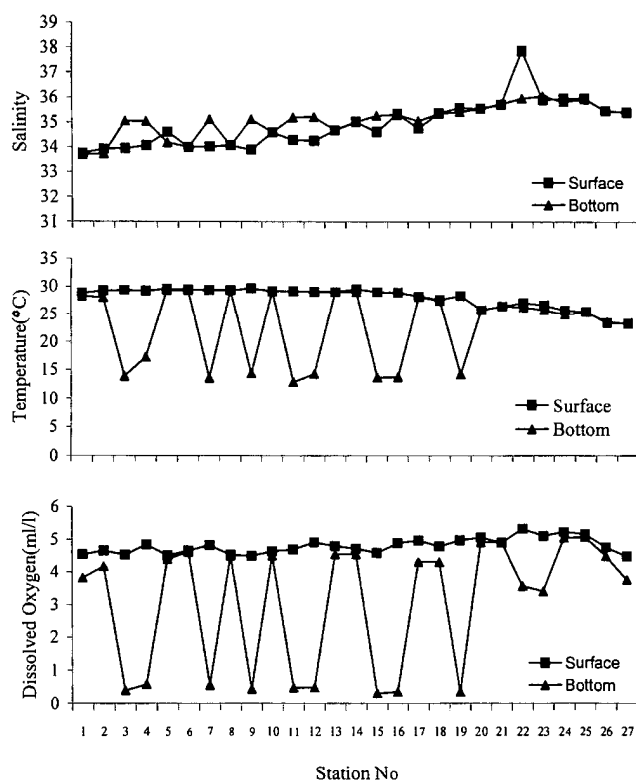 39
38
37
36
35
34
33
32
31
Salinity
Surface
Bottom
35
30
25
20
15
10
5
0
Temperature(°C)
Surface
Bottom
6
5
4
3
2
1
0
Dissolved Oxygen(ml/l)
Surface
Bottom
1 2 3 4 5 6 7 8 9 10 11 12 13 14 15 16 17 18 19 20 21 22 23 24 25 26 27
Station No